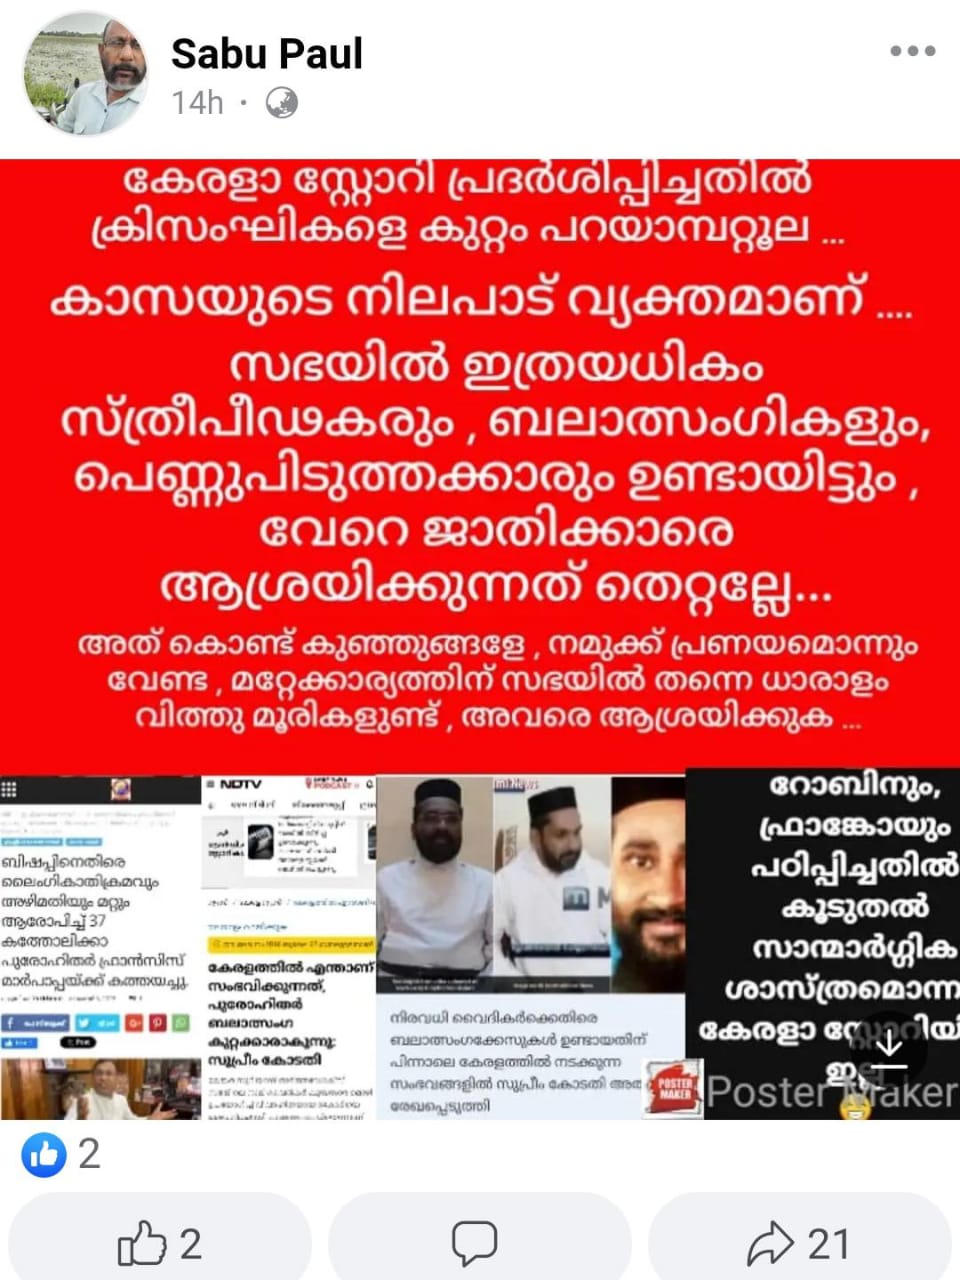 Sabu Paul
14h
കേരളാ സ്റ്റോറി പ്രദർശിപ്പിച്ചതിൽ
ക്രിസംഘികളെ കുറ്റം പറയാമ്പറ്റൂല ...
കാസയുടെ നിലപാട് വ്യക്തമാണ് ....
സഭയിൽ ഇത്രയധികം
സ്ത്രീപീഢകരും , ബലാത്സംഗികളും,
പെണ്ണുപിടുത്തക്കാരും ഉണ്ടായിട്ടും ,
വേറെ ജാതിക്കാരെ
ആശ്രയിക്കുന്നത് തെറ്റല്ലേ...
അത് കൊണ്ട് കുഞ്ഞുങ്ങളേ , നമുക്ക് പ്രണയമൊന്നും
വേണ്ട , മറ്റേക്കാര്യത്തിന് സഭയിൽ തന്നെ ധാരാളം
വിത്തു മൂരികളുണ്ട് , അവരെ ആശ്രയിക്കുക ...
ബിഷപ്പിനെതിരെ
ലൈംഗികാതിക്രമവും
അഴിമതിയും മറ്റും
ആരോപിച്ച് 37
കത്തോലിക്കാ
പുരോഹിതർ ഫ്രാൻസിസ്
മാർപാപ്പയ്ക്ക് കത്തയച്ചു.
NDTV
PODCAST
കേരളത്തിൽ എന്താണ്
സംഭവിക്കുന്നത്,
പുരോഹിതർ
ബലാത്സംഗ
കുറ്റക്കാരാകുന്നു:
സുപ്രീം കോടതി
നിരവധി വൈദികർക്കെതിരെ
ബലാത്സംഗക്കേസുകൾ ഉണ്ടായതിന്
പിന്നാലെ കേരളത്തിൽ നടക്കുന്ന
സംഭവങ്ങളിൽ സുപ്രീം കോടതി അത
രേഖപ്പെടുത്തി
റോബിനും,
ഫ്രാങ്കോയും
പഠിപ്പിച്ചതിൽ
കൂടുതൽ
സാന്മാർഗ്ഗിക
ശാസ്ത്രമൊന്ന
കേരളാ
POSTER
MAKER
Poster Maker
2
2
21